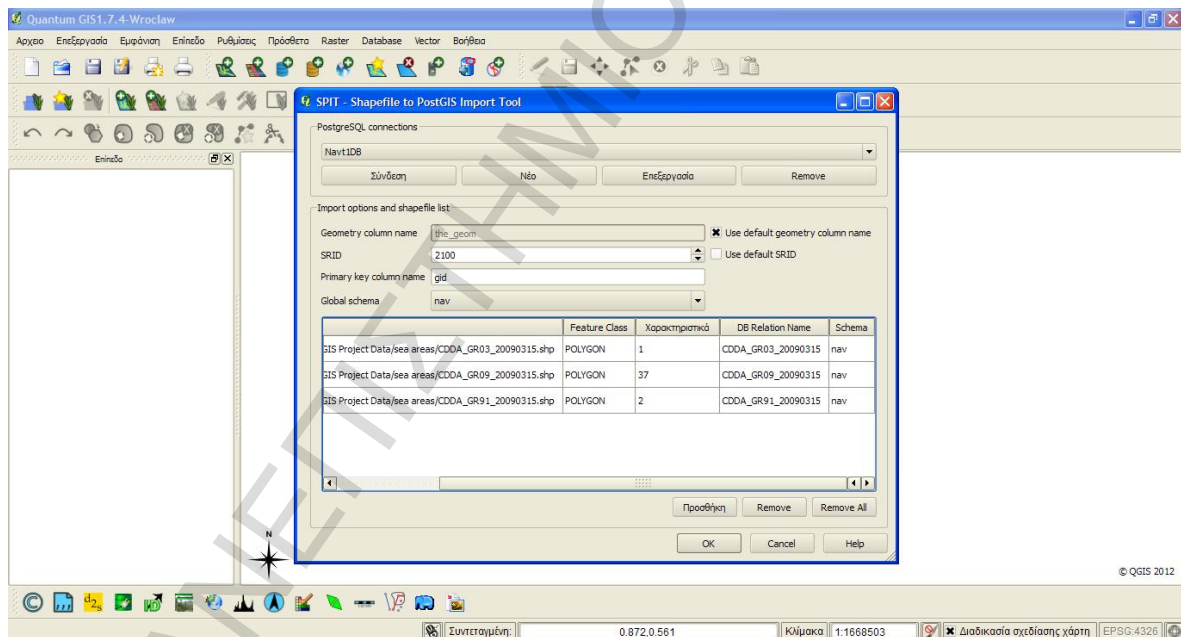 Quantum GIS1.7.4-Wroclaw
Αρχειο Επεξεργασία Εμφάνιση Επίπεδο Ρυθμίσεις Πρόσθετα Raster Database Vector Βοήθεια
SPIT - Shapefile to PostGIS Import Tool
PostgreSQL connections
Navt1DB
Σύνδεση Νέο Επεξεργασία Remove
Επίπεδο
Import options and shapefile list
Geometry column name the_geom Use default geometry column name
SRID 2100 Use default SRID
Primary key column name gid
Global schema nav
Feature Class Χαρακτηριστικά DB Relation Name Schema
GIS Project Data/sea areas/CDDA_GR03_20090315.shp POLYGON 1 CDDA_GR03_20090315 nav
GIS Project Data/sea areas/CDDA_GR09_20090315.shp POLYGON 37 CDDA_GR09_20090315 nav
GIS Project Data/sea areas/CDDA_GR91_20090315.shp POLYGON 2 CDDA_GR91_20090315 nav
Προσθήκη Remove Remove All
OK Cancel Help
N
© QGIS 2012
Συντεταγμένη: 0.872,0.561 Κλίμακα 1:1668503 Διαδικασία σχεδίασης χάρτη EPSG:4326
ΑΝΕΠΙΣΤΗΜΙΟ